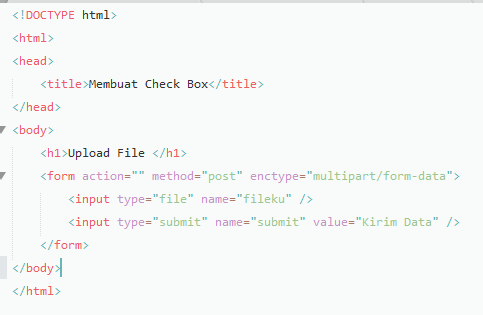 <!DOCTYPE html>
<html>
<head>
    <title>Membuat Check Box</title>
</head>
<body>
    <h1>Upload File </h1>
    <form action="" method="post" enctype="multipart/form-data">
        <input type="file" name="fileku" />
        <input type="submit" name="submit" value="Kirim Data" />
    </form>
</body>
</html>